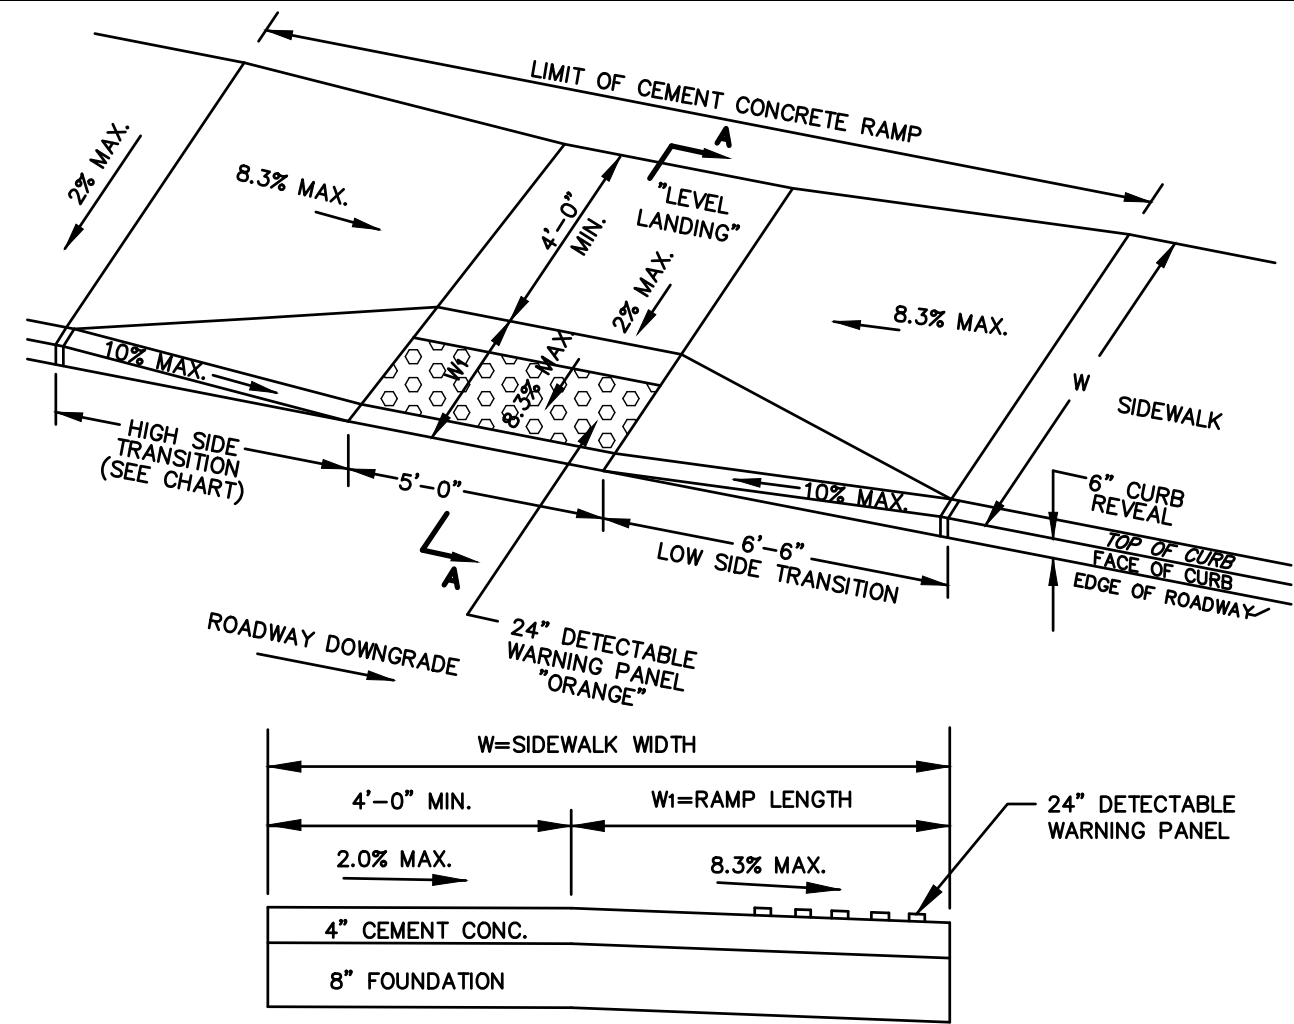 LIMIT OF CEMENT CONCRETE RAMP
A
2% MAX.
8.3% MAX.
4'-0"
MIN.
"LEVEL
LANDING"
2% MAX.
8.3% MAX.
W
SIDEWALK
10% MAX.
W1
8.3% MAX.
HIGH SIDE
TRANSITION
(SEE CHART)
5'-0"
10% MAX.
6" CURB
REVEAL
TOP OF CURB
FACE OF CURB
EDGE OF ROADWAY
6'-6"
LOW SIDE TRANSITION
A
ROADWAY DOWNGRADE
24" DETECTABLE
WARNING PANEL
"ORANGE"
W=SIDEWALK WIDTH
4'-0" MIN.
W1=RAMP LENGTH
24" DETECTABLE
WARNING PANEL
2.0% MAX.
8.3% MAX.
4" CEMENT CONC.
8" FOUNDATION